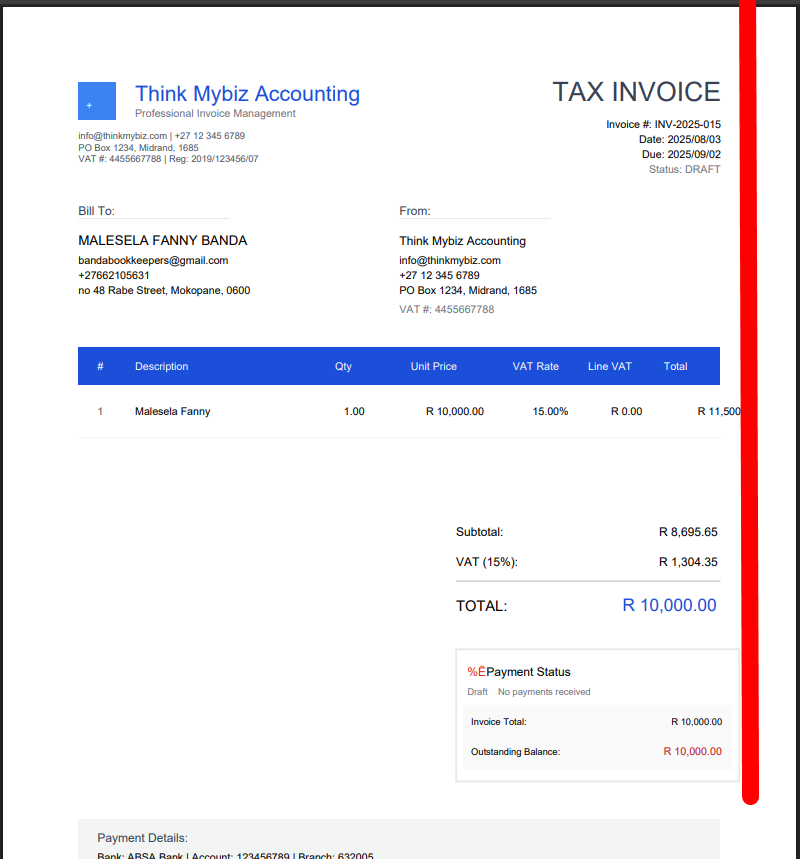 Think Mybiz Accounting
Professional Invoice Management
info@thinkmybiz.com | +27 12 345 6789
PO Box 1234, Midrand, 1685
VAT #: 4455667788 | Reg: 2019/123456/07
TAX INVOICE
Invoice #: INV-2025-015
Date: 2025/08/03
Due: 2025/09/02
Status: DRAFT
Bill To:
MALESELA FANNY BANDA
bandabookkeepers@gmail.com
+27662105631
no 48 Rabe Street, Mokopane, 0600
From:
Think Mybiz Accounting
info@thinkmybiz.com
+27 12 345 6789
PO Box 1234, Midrand, 1685
VAT #: 4455667788
# Description Qty Unit Price VAT Rate Line VAT Total
1 Malesela Fanny 1.00 R 10,000.00 15.00% R 0.00 R 11,500
Subtotal: R 8,695.65
VAT (15%): R 1,304.35
TOTAL: R 10,000.00
%Ë Payment Status
Draft No payments received
Invoice Total: R 10,000.00
Outstanding Balance: R 10,000.00
Payment Details:
Bank: ABSA Bank | Account: 123456789 | Branch: 632005